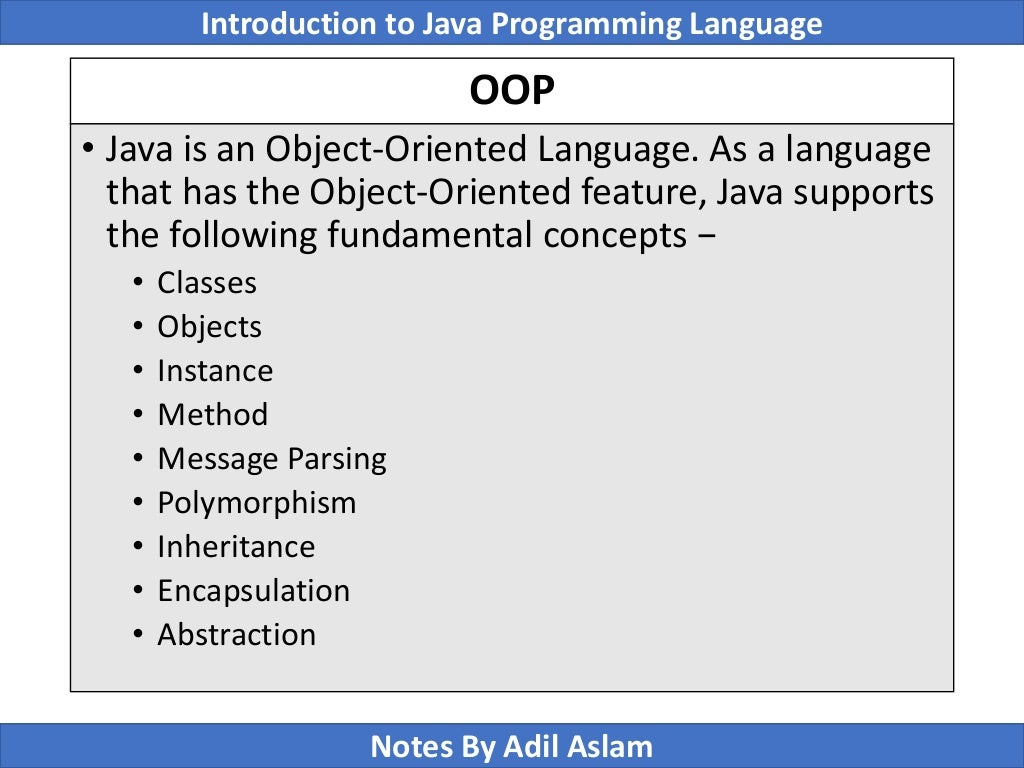 Introduction to Java Programming Language
OOP
• Java is an Object-Oriented Language. As a language
that has the Object-Oriented feature, Java supports
the following fundamental concepts −
• Classes
• Objects
• Instance
• Method
• Message Parsing
• Polymorphism
• Inheritance
• Encapsulation
• Abstraction
Notes By Adil Aslam